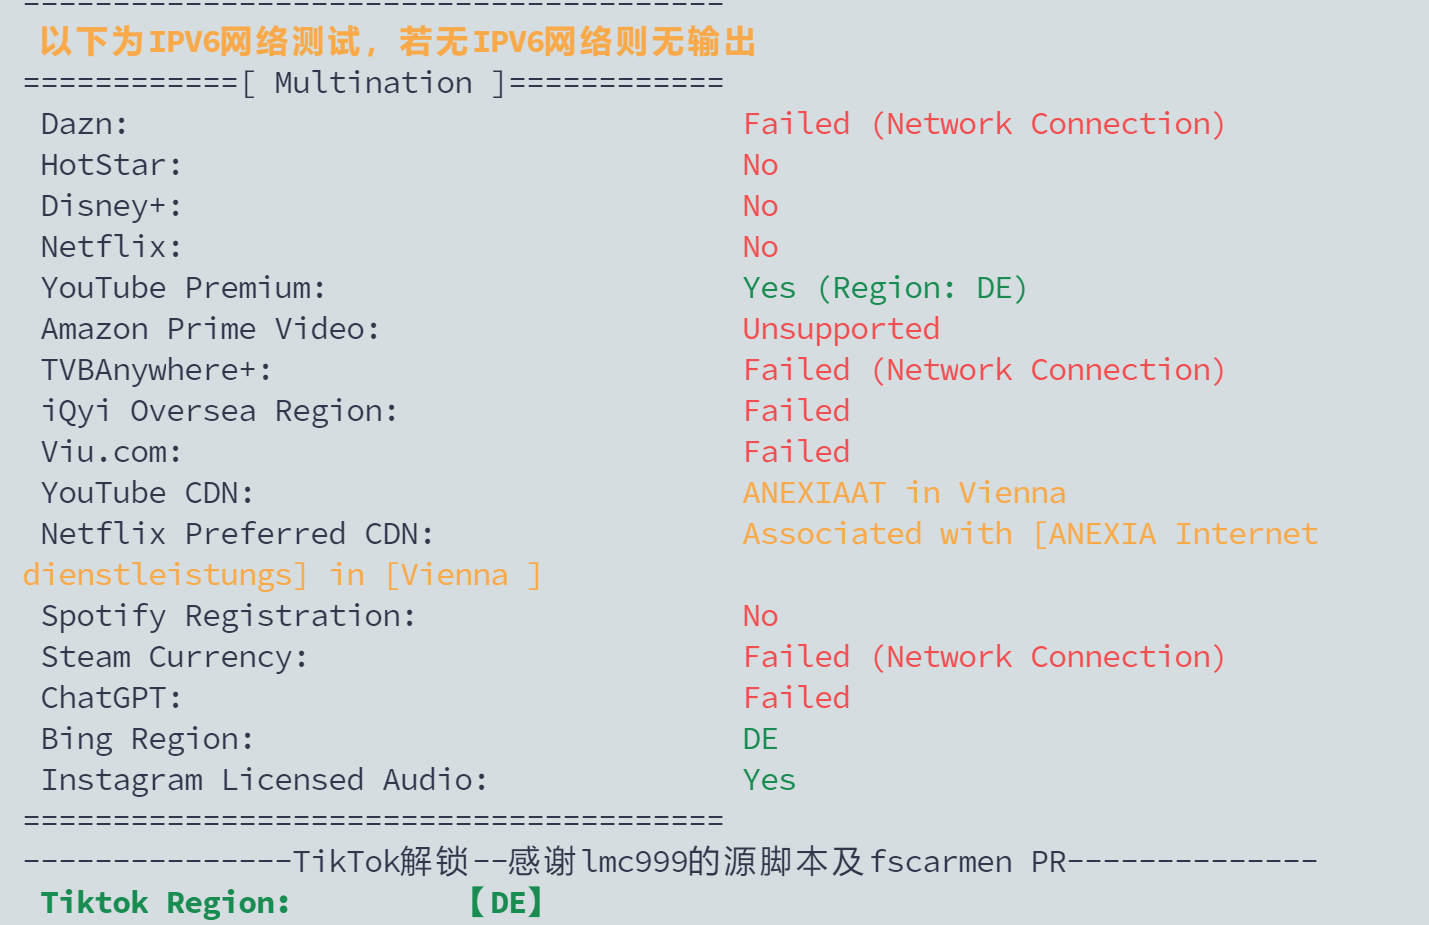 ---------------------------------------
以下为IPV6网络测试，若无IPV6网络则无输出
============[ Multination ]============
Dazn: Failed (Network Connection)
HotStar: No
Disney+: No
Netflix: No
YouTube Premium: Yes (Region: DE)
Amazon Prime Video: Unsupported
TVBAnywhere+: Failed (Network Connection)
iQyi Oversea Region: Failed
Viu.com: Failed
YouTube CDN: ANEXIAAT in Vienna
Netflix Preferred CDN: Associated with [ANEXIA Internet
dienstleistungs] in [Vienna ]
Spotify Registration: No
Steam Currency: Failed (Network Connection)
ChatGPT: Failed
Bing Region: DE
Instagram Licensed Audio: Yes
=======================================
---------------TikTok解锁--感谢lmc999的源脚本及fscarmen PR--------------
Tiktok Region: 【DE】